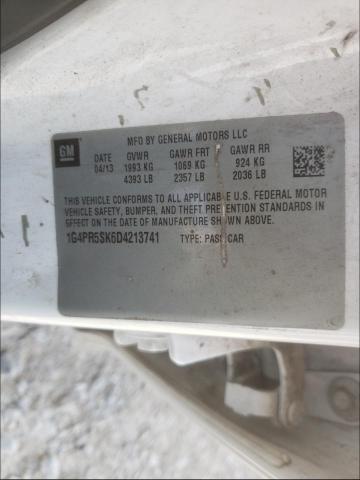 GM
MFD BY GENERAL MOTORS LLC
DATE GVWR GAWR FRT GAWR RR
04/13 1993 KG 1069 KG 924 KG
4393 LB 2357 LB 2036 LB
THIS VEHICLE CONFORMS TO ALL APPLICABLE U.S. FEDERAL MOTOR
VEHICLE SAFETY, BUMPER, AND THEFT PREVENTION STANDARDS IN
EFFECT ON THE DATE OF MANUFACTURE SHOWN ABOVE.
1G4PR5SK6D4213741 TYPE: PASS CAR